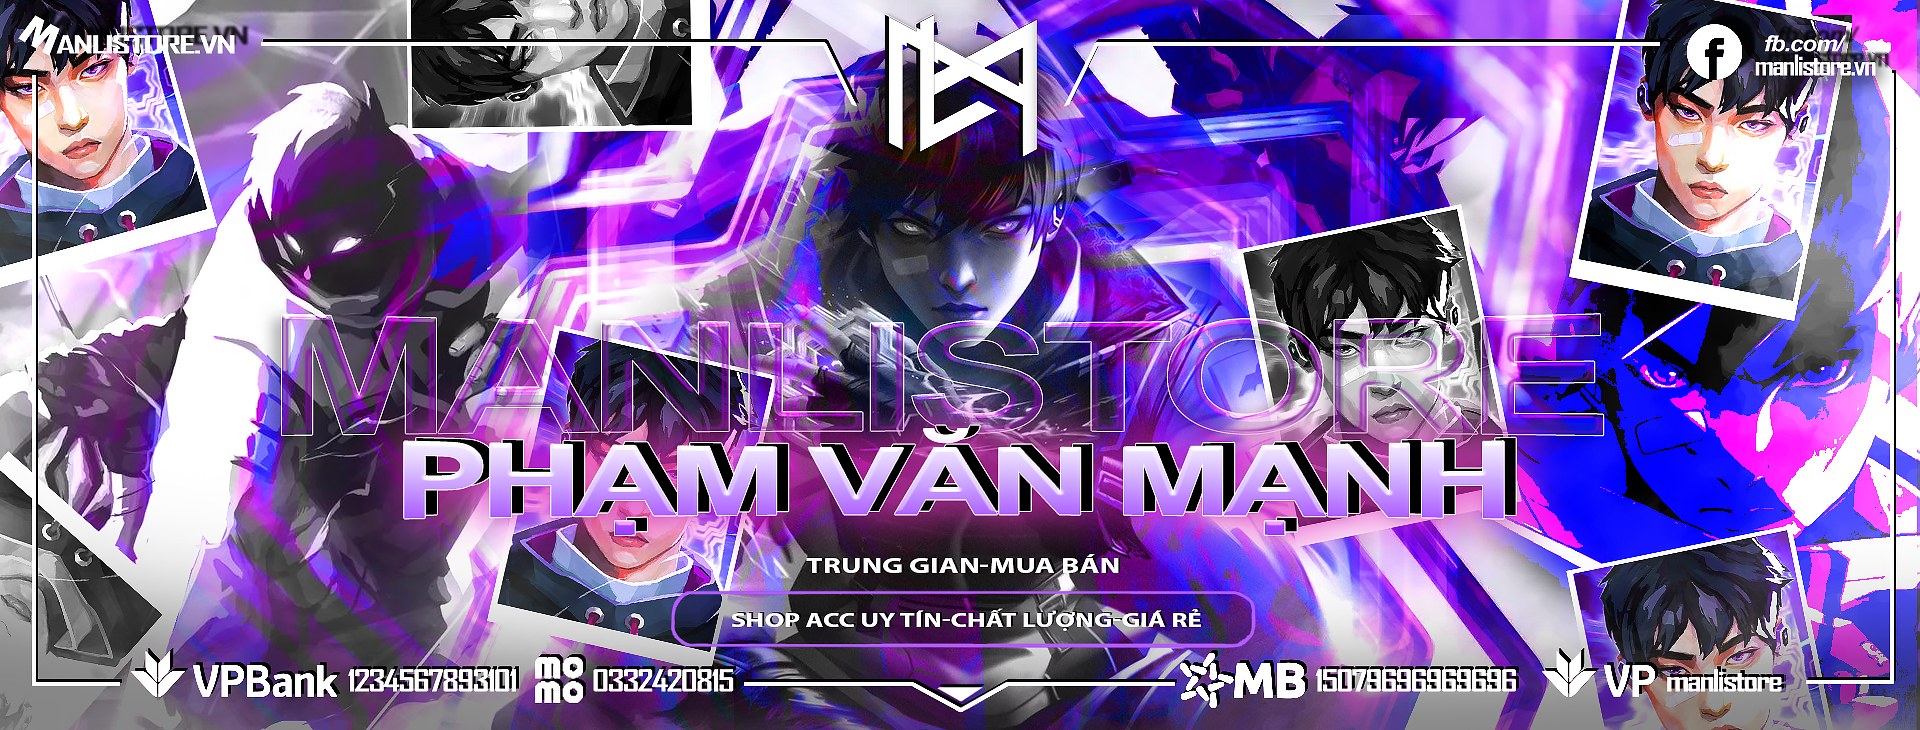 MANLISTORE.VN
fb.com/
manlistore.vn
MANLISTORE
PHẠM VĂN MẠNH
TRUNG GIAN-MUA BÁN
SHOP ACC UY TÍN-CHẤT LƯỢNG-GIÁ RẺ
VPBank 1234567893101
momo 0332420815
MB 15079696969696
VP manlistore